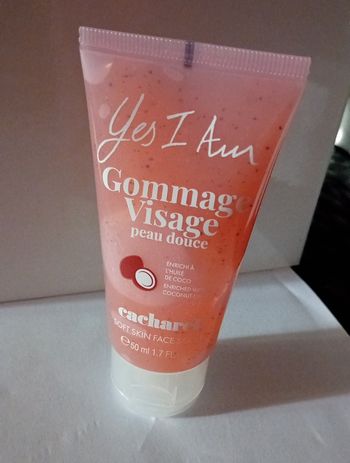 Yes I Am
Gommage
Visage
peau douce
ENRICHI À
L'HUILE
DE COCO
ENRICHED WITH
COCONUT
cacharel
SOFT SKIN FACE
℮ 50 ml 1.7 FL